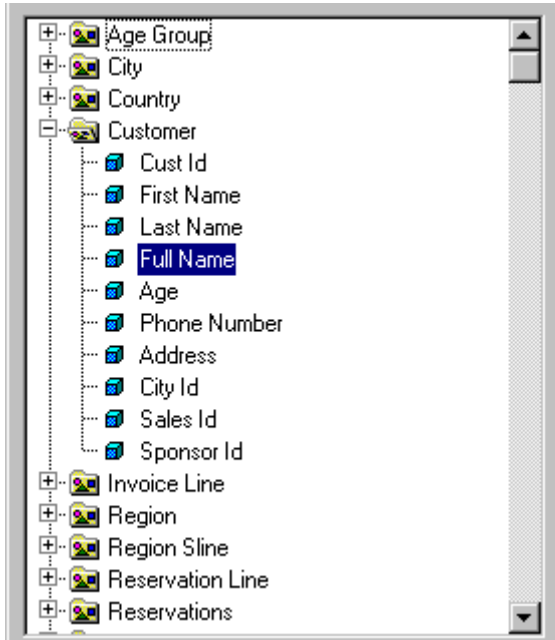 Age Group
City
Country
Customer
Cust Id
First Name
Last Name
Full Name
Age
Phone Number
Address
City Id
Sales Id
Sponsor Id
Invoice Line
Region
Region Sline
Reservation Line
Reservations